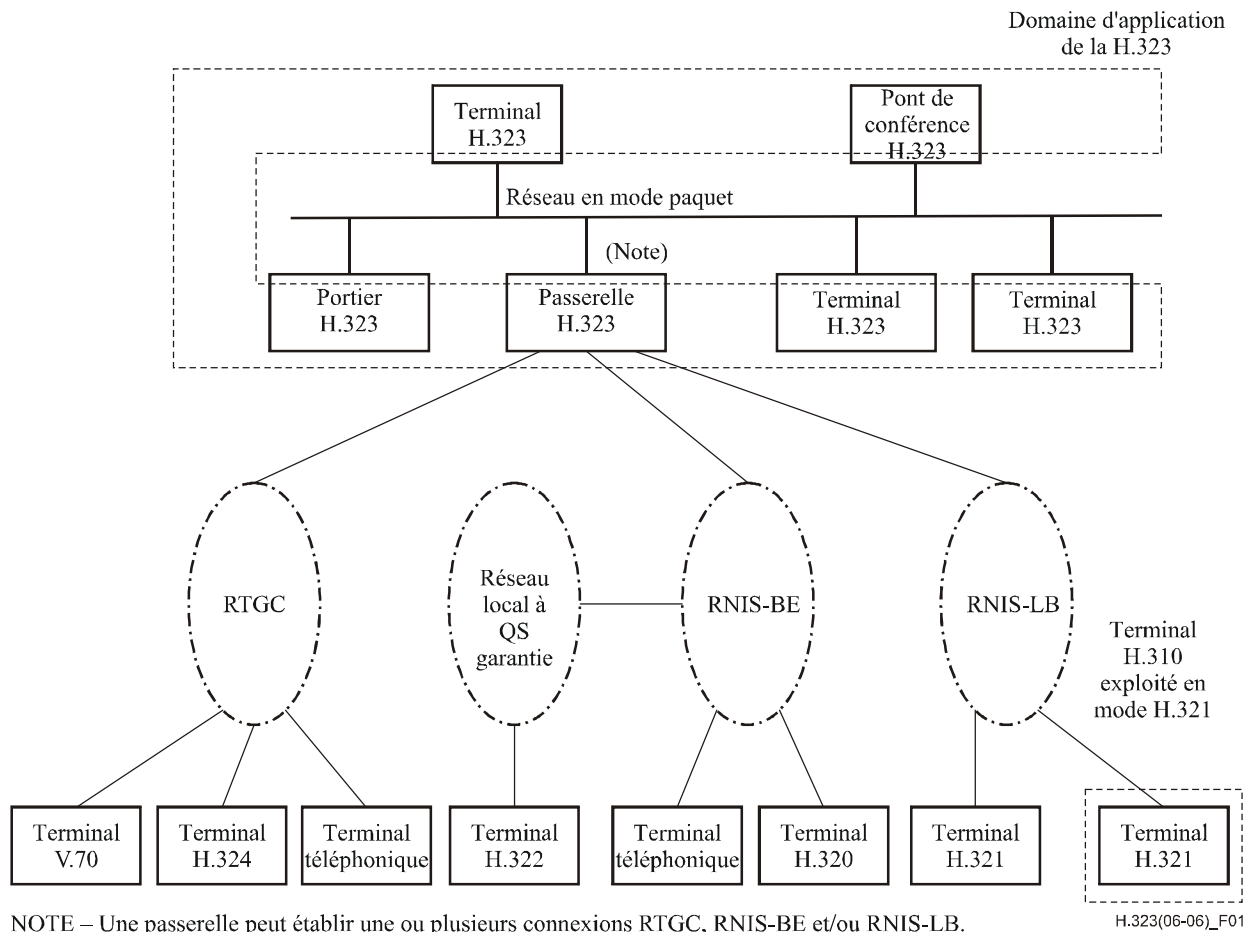 Domaine d'application
de la H.323
Terminal
H.323
Pont de
conférence
H.323
Réseau en mode paquet
(Note)
Portier
H.323
Passerelle
H.323
Terminal
H.323
Terminal
H.323
RTGC
Réseau
local à
QS
garantie
RNIS-BE
RNIS-LB
Terminal
H.310
exploité en
mode H.321
Terminal
V.70
Terminal
H.324
Terminal
téléphonique
Terminal
H.322
Terminal
téléphonique
Terminal
H.320
Terminal
H.321
Terminal
H.321
NOTE – Une passerelle peut établir une ou plusieurs connexions RTGC, RNIS-BE et/ou RNIS-LB.
H.323(06-06)_F01